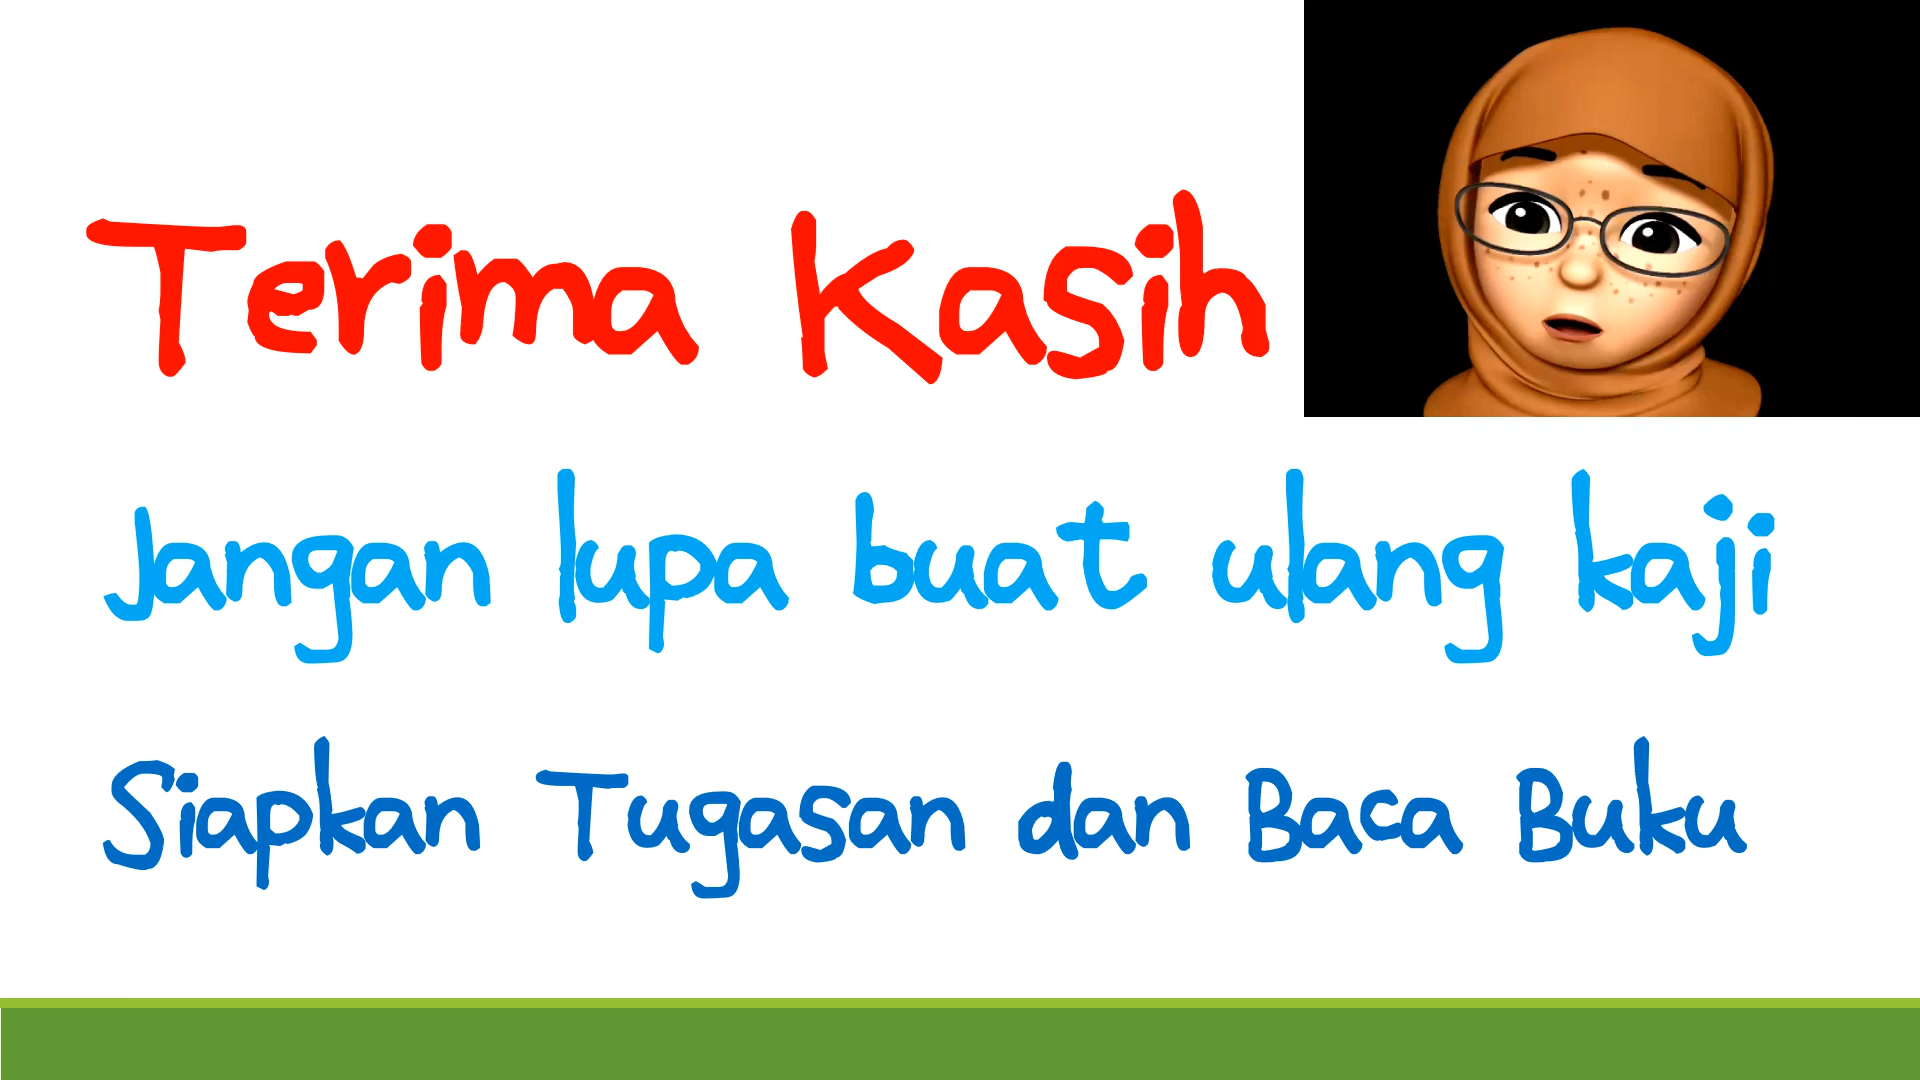 Terima Kasih
Jangan lupa buat ulang kaji
Siapkan Tugasan dan Baca Buku